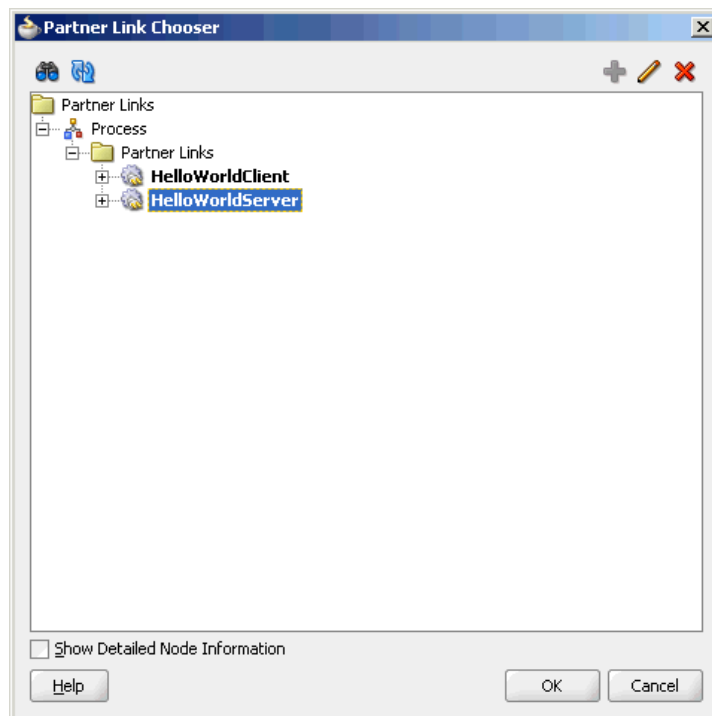 Partner Link Chooser
Partner Links
Process
Partner Links
HelloWorldClient
HelloWorldServer
Show Detailed Node Information
Help OK Cancel